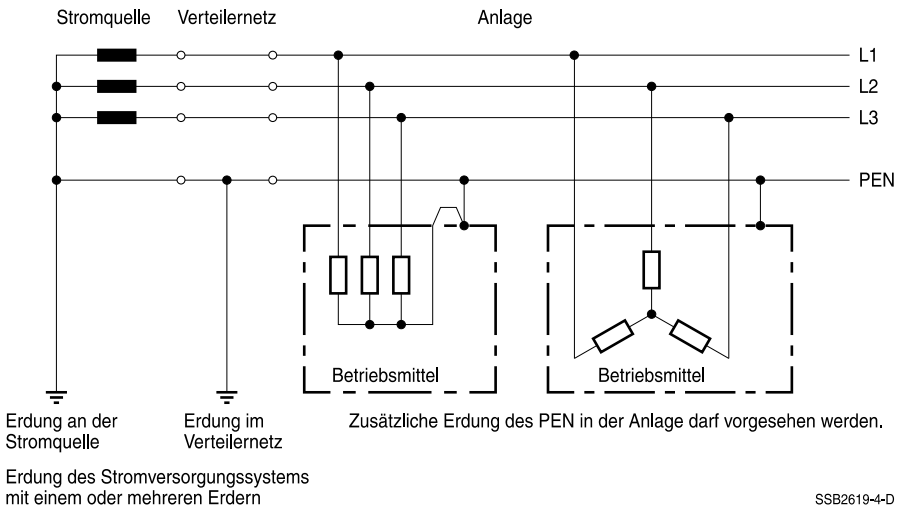 Stromquelle Verteilernetz Anlage
L1
L2
L3
PEN
Betriebsmittel Betriebsmittel
Erdung an der
Stromquelle
Erdung im
Verteilernetz
Zusätzliche Erdung des PEN in der Anlage darf vorgesehen werden.
Erdung des Stromversorgungssystems
mit einem oder mehreren Erdern
SSB2619-4-D